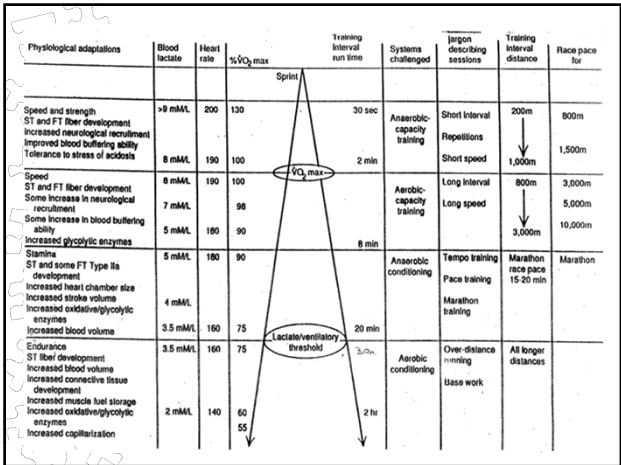 Physiological adaptations Blood lactate Heart rate %V̇O₂ max Training interval run time Systems challenged Jargon describing sessions Training interval distance Race pace for
Sprint
Speed and strength >9 mM/L 200 130 30 sec Anaerobic-capacity training Short interval 200m 800m
ST and FT fiber development
Increased neurological recruitment Repetitions
Improved blood buffering ability 1,500m
Tolerance to stress of acidosis 8 mM/L 190 100 2 min Short speed 1,000m
V̇O₂ max
Speed 8 mM/L 190 100 Aerobic-capacity training Long interval 800m 3,000m
ST and FT fiber development
Some increase in neurological recruitment 7 mM/L 98 Long speed 5,000m
Some increase in blood buffering ability 5 mM/L 180 90 3,000m 10,000m
Increased glycolytic enzymes 8 min
Stamina 5 mM/L 180 90 Anaerobic conditioning Tempo training Marathon race pace 15-20 min Marathon
ST and some FT Type IIa development
Increased heart chamber size Pace training
Increased stroke volume 4 mM/L
Increased oxidative/glycolytic enzymes Marathon training
Increased blood volume 3.5 mM/L 160 75 20 min
Lactate/ventilatory threshold
Endurance 3.5 mM/L 160 75 Aerobic conditioning Over-distance running All longer distances
ST fiber development
Increased blood volume
Increased connective tissue development Base work
Increased muscle fuel storage
Increased oxidative/glycolytic enzymes 2 mM/L 140 60 2 hr
55
Increased capillarization